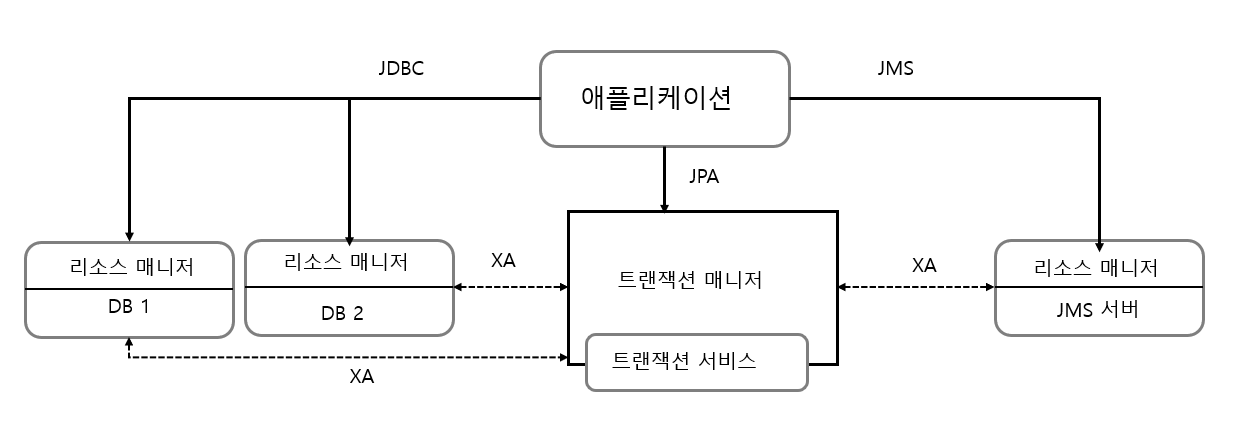 JDBC
애플리케이션
JMS
JPA
리소스 매니저
DB 1
리소스 매니저
DB 2
XA
트랜잭션 매니저
XA
리소스 매니저
JMS 서버
트랜잭션 서비스
XA